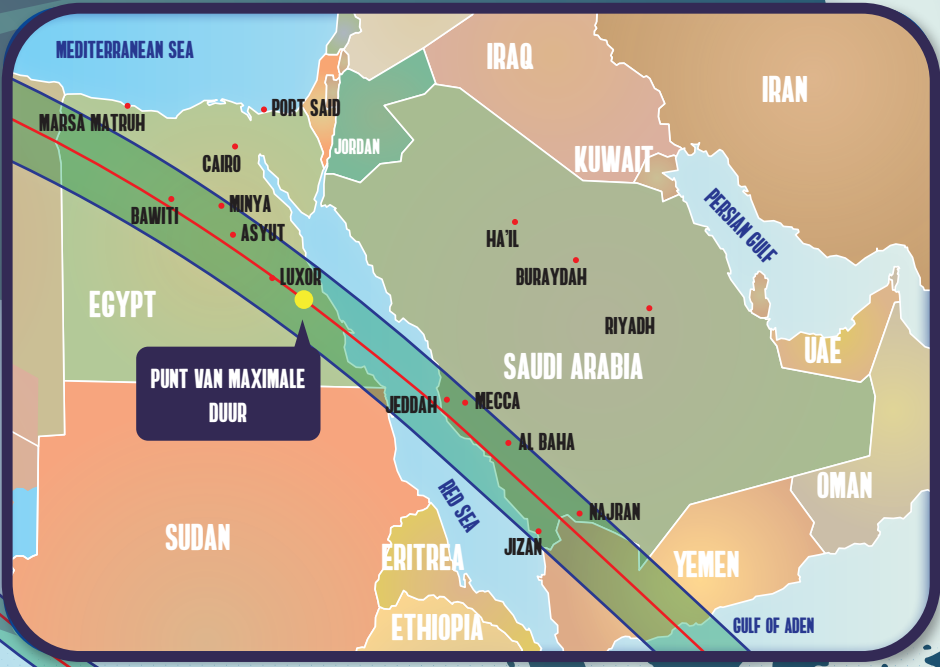 MEDITERRANEAN SEA
IRAQ
IRAN
PORT SAID
MARSA MATRUH
JORDAN
KUWAIT
CAIRO
MINYA
BAWITI
ASYUT
PERSIAN GULF
HA'IL
LUXOR
BURAYDAH
EGYPT
RIYADH
UAE
SAUDI ARABIA
PUNT VAN MAXIMALE
DUUR
JEDDAH
MECCA
AL BAHA
OMAN
RED SEA
NAJRAN
SUDAN
JIZAN
ERITREA
YEMEN
ETHIOPIA
GULF OF ADEN